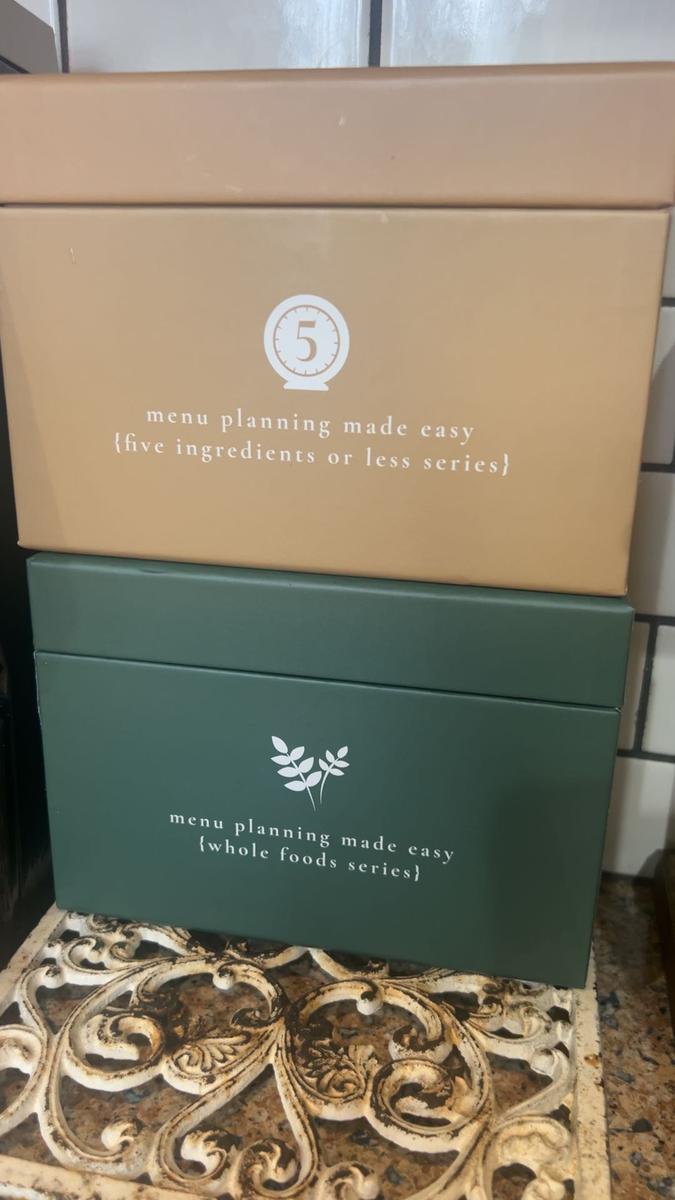 5
menu planning made easy
{five ingredients or less series}
menu planning made easy
{whole foods series}